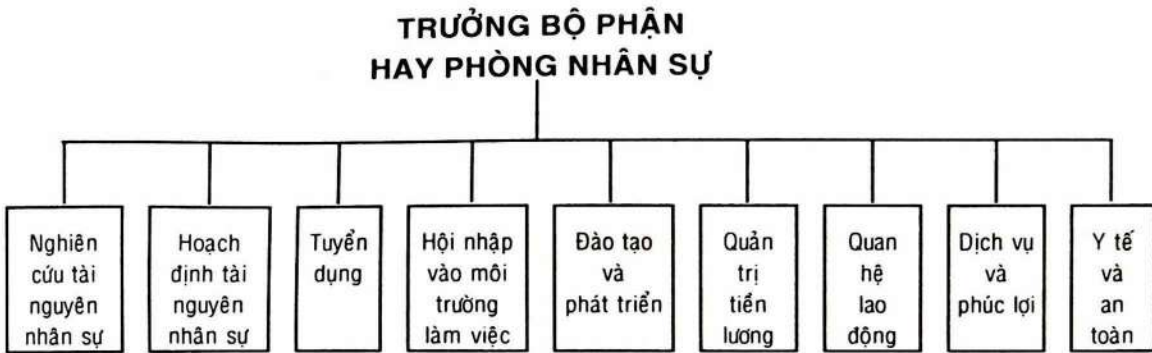 TRƯỞNG BỘ PHẬN
HAY PHÒNG NHÂN SỰ
Nghiên
cứu tài
nguyên
nhân sự
Hoạch
định tài
nguyên
nhân sự
Tuyển
dụng
Hội nhập
vào môi
trường
làm việc
Đào tạo
và
phát triển
Quản
trị
tiền
lương
Quan
hệ
lao
động
Dịch vụ
và
phúc lợi
Y tế
và
an
toàn